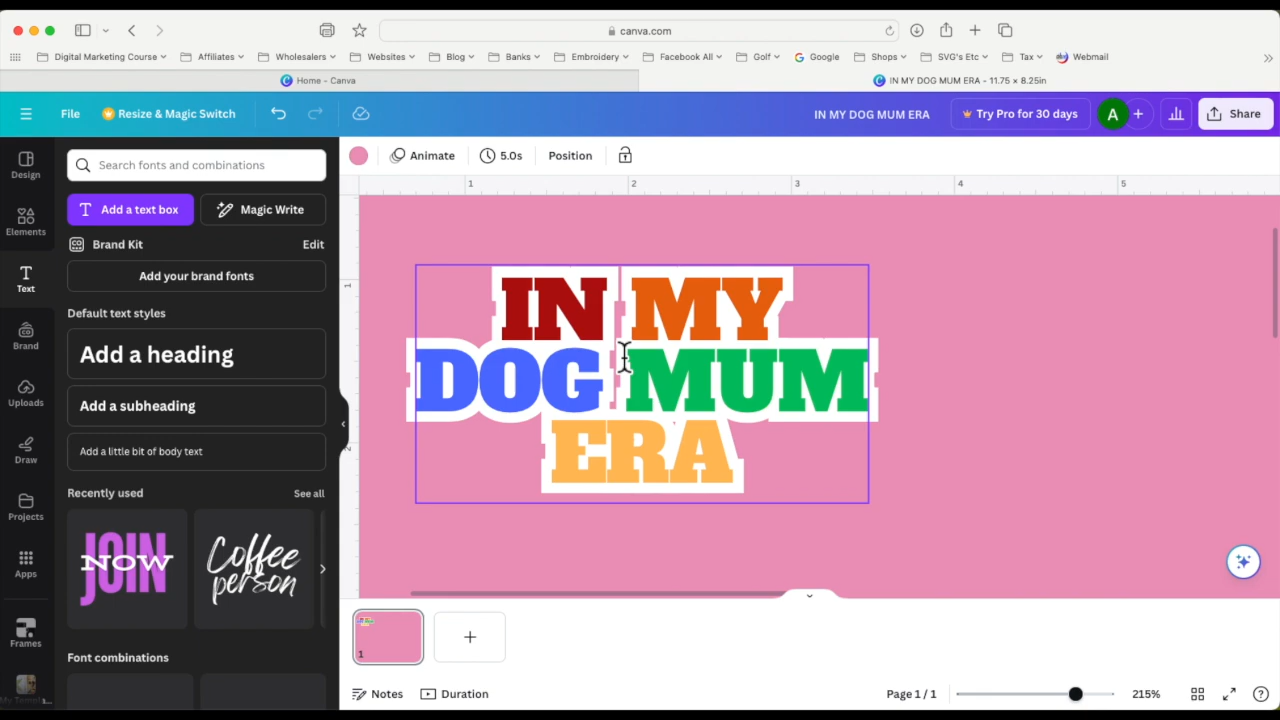 canva.com
Digital Marketing Course
Affiliates
Wholesalers
Websites
Blog
Banks
Embroidery
Facebook All
Golf
Google
Shops
SVG's Etc
Tax
Webmail
Home - Canva
IN MY DOG MUM ERA - 11.75 × 8.25in
File
Resize & Magic Switch
IN MY DOG MUM ERA
Try Pro for 30 days
A
Share
Design
Elements
Text
Brand
Uploads
Draw
Projects
Apps
Frames
Search fonts and combinations
Add a text box
Magic Write
Brand Kit
Edit
Add your brand fonts
Default text styles
Add a heading
Add a subheading
Add a little bit of body text
Recently used
See all
JOIN
NOW
Coffee
person
Font combinations
Animate
5.0s
Position
1
2
3
4
5
1
2
IN MY
DOG MUM
ERA
1
Notes
Duration
Page 1 / 1
215%